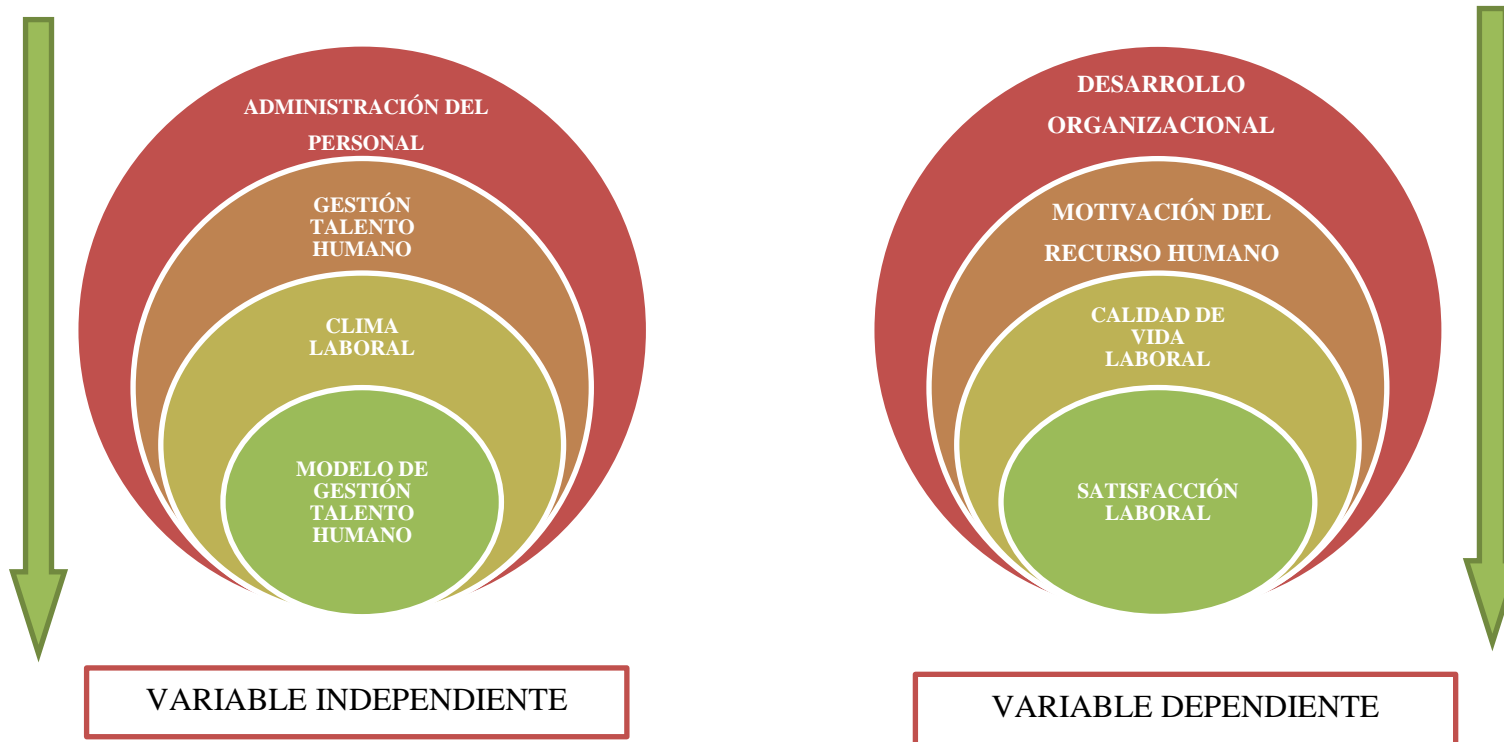 ADMINISTRACIÓN DEL
PERSONAL
GESTIÓN
TALENTO
HUMANO
CLIMA
LABORAL
MODELO DE
GESTIÓN
TALENTO
HUMANO
VARIABLE INDEPENDIENTE
DESARROLLO
ORGANIZACIONAL
MOTIVACIÓN DEL
RECURSO HUMANO
CALIDAD DE
VIDA
LABORAL
SATISFACCIÓN
LABORAL
VARIABLE DEPENDIENTE